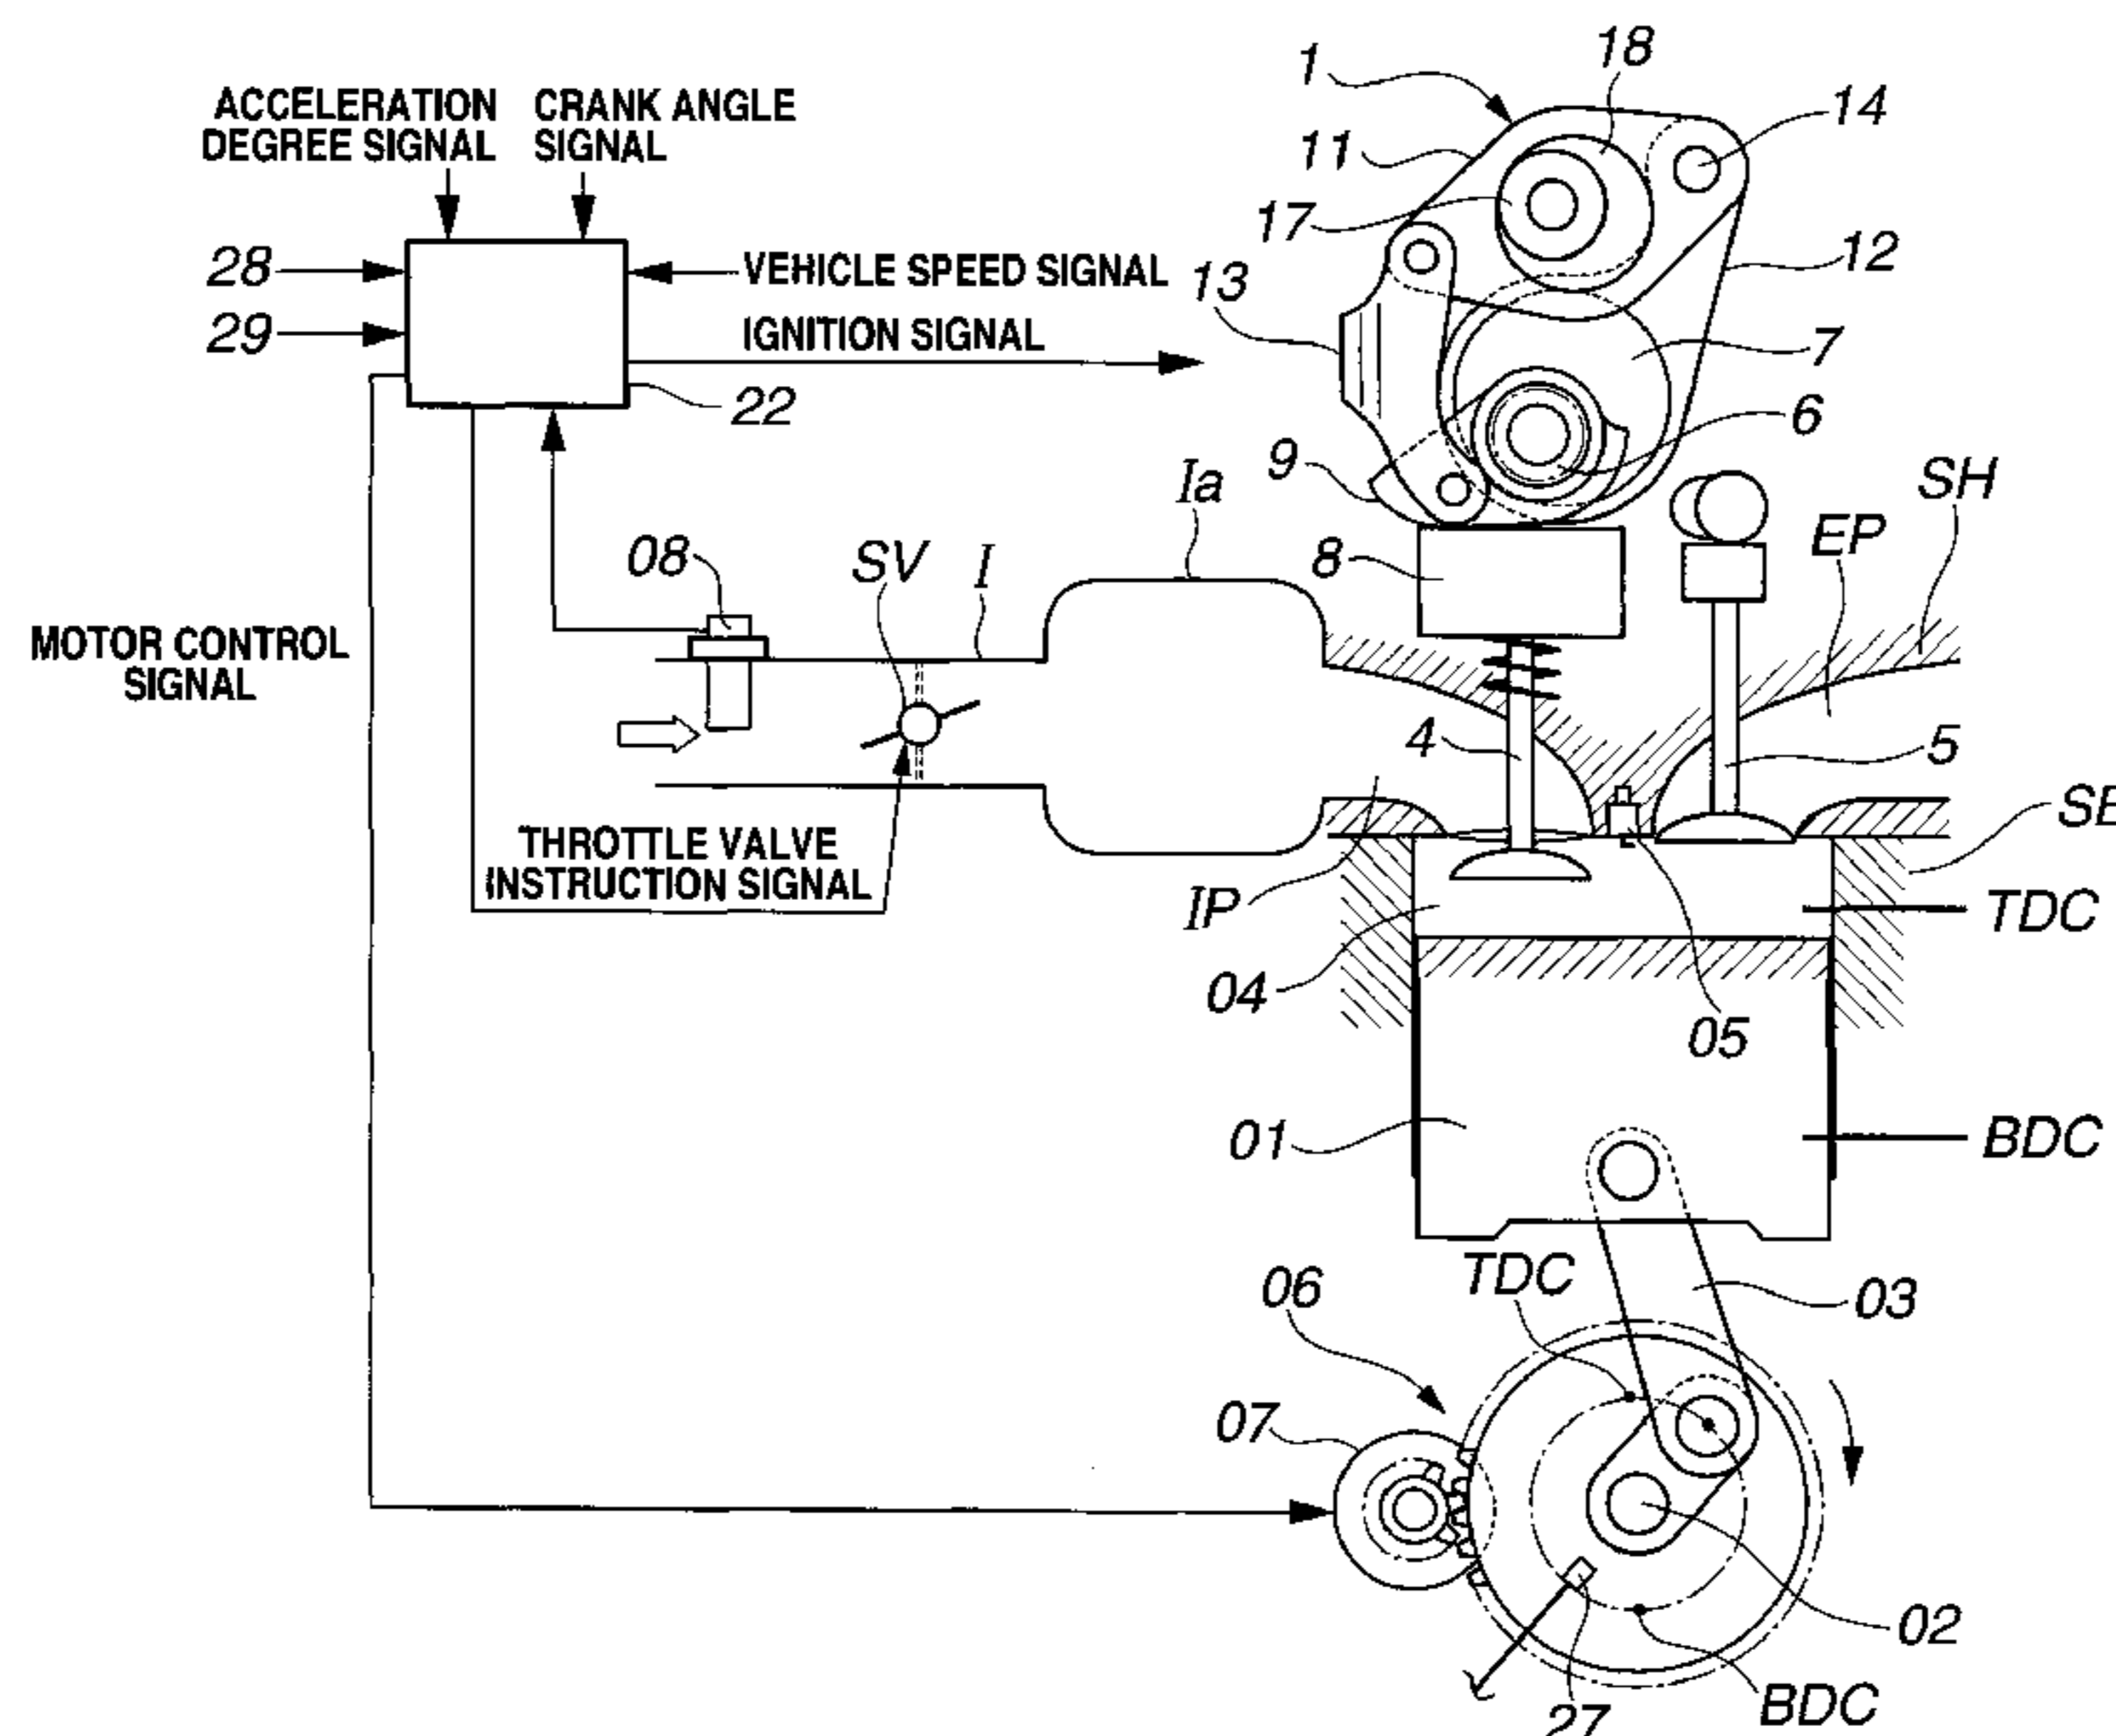 1
18
14
ACCELERATION
DEGREE SIGNAL
CRANK ANGLE
SIGNAL
11
17
12
28
VEHICLE SPEED SIGNAL
13
29
IGNITION SIGNAL
7
22
6
9
Ia
SH
EP
08
SV
I
8
MOTOR CONTROL
SIGNAL
4
5
THROTTLE VALVE
INSTRUCTION SIGNAL
IP
TDC
04
05
01
BDC
TDC
06
03
07
02
27
BDC